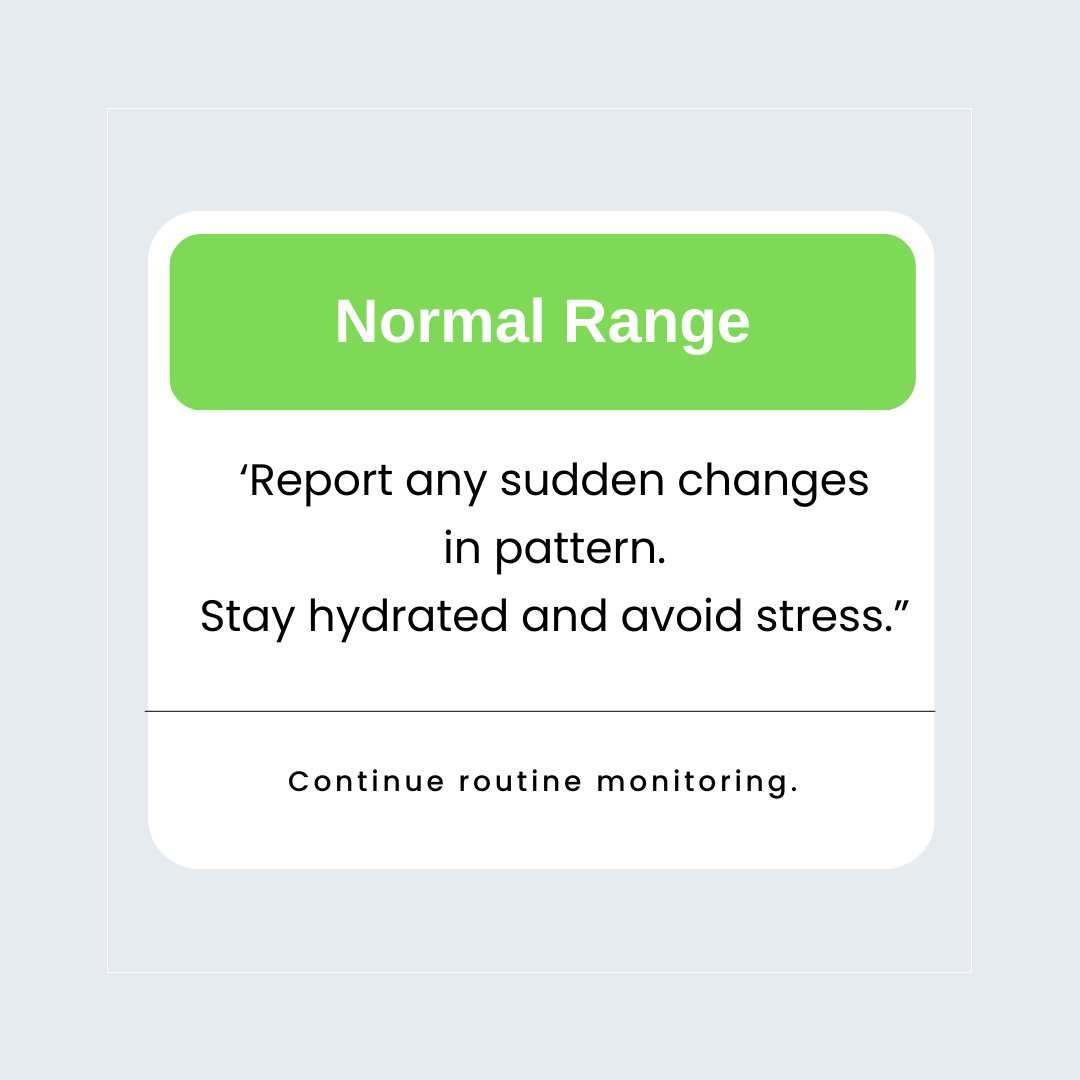 Normal Range
‘Report any sudden changes
in pattern.
Stay hydrated and avoid stress.”
Continue routine monitoring.